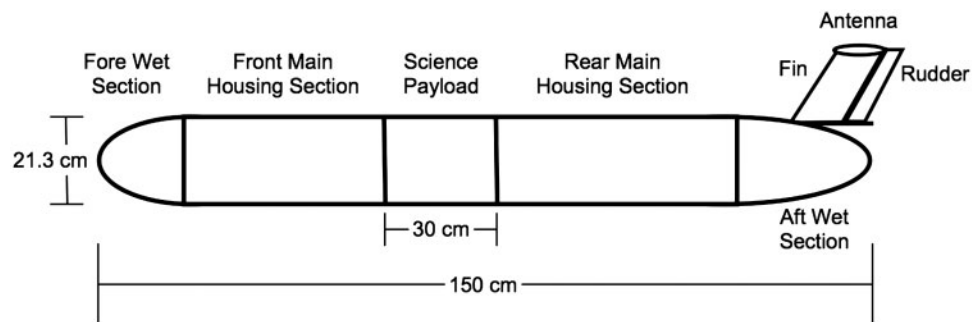 Antenna
Fore Wet
Section
Front Main
Housing Section
Science
Payload
Rear Main
Housing Section
Fin
Rudder
21.3 cm
30 cm
Aft Wet
Section
150 cm